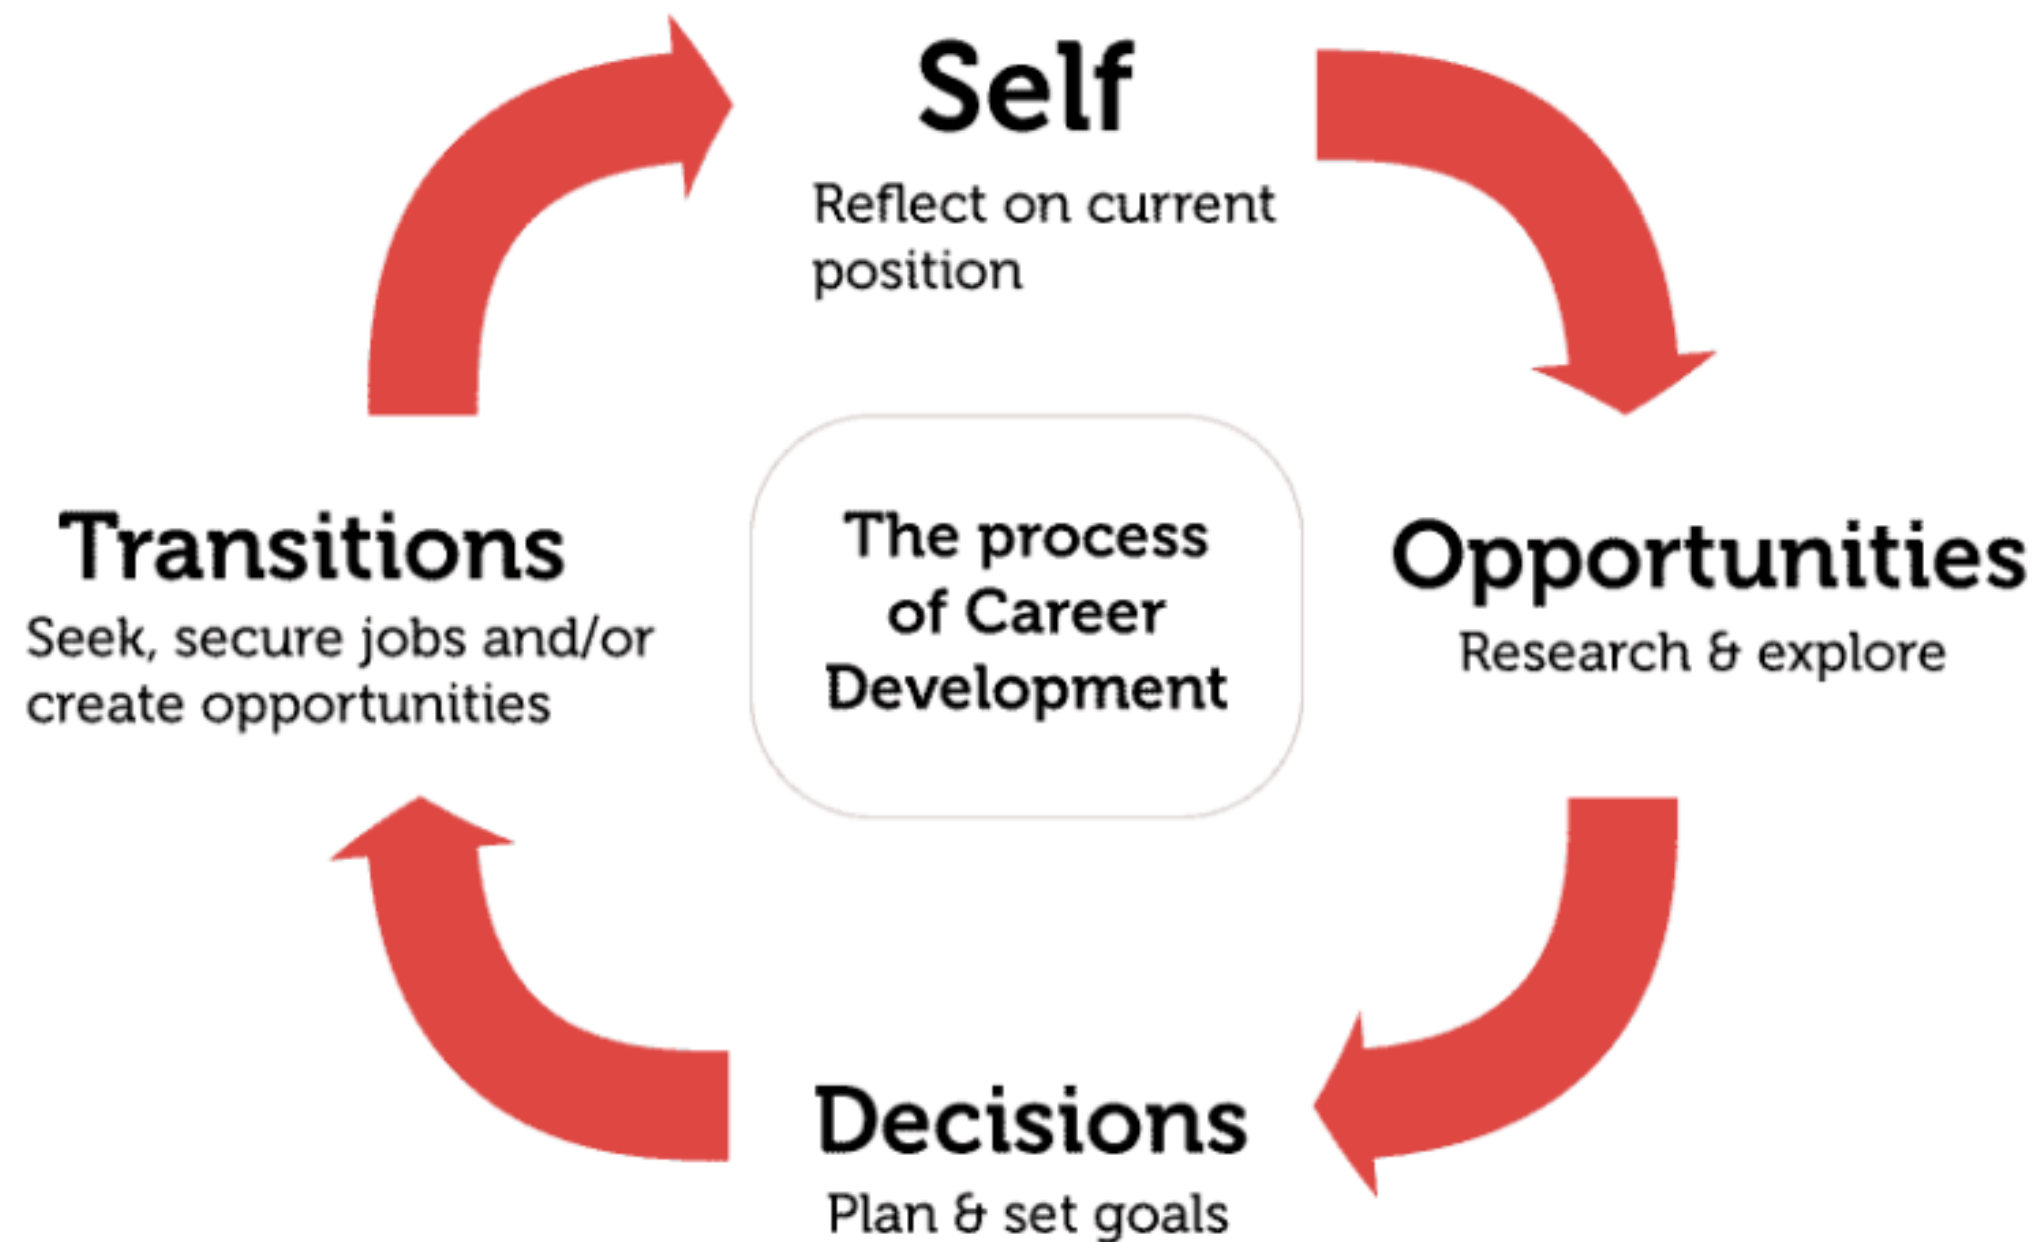 Self
Reflect on current
position
Transitions
Seek, secure jobs and/or
create opportunities
The process
of Career
Development
Opportunities
Research & explore
Decisions
Plan & set goals